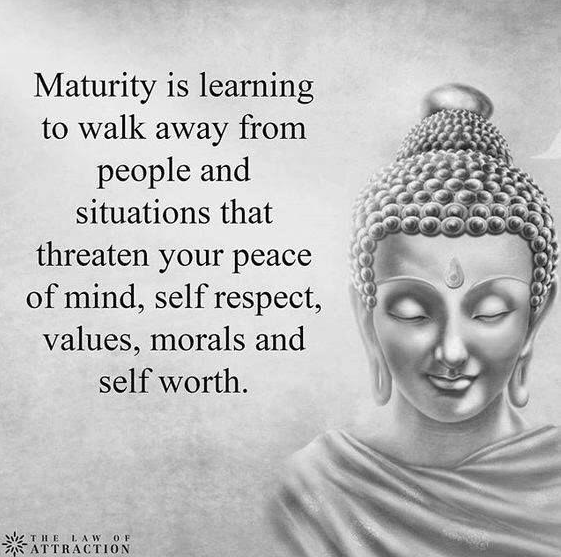 Maturity is learning
to walk away from
people and
situations that
threaten your peace
of mind, self respect,
values, morals and
self worth.
THE LAW OF
ATTRACTION